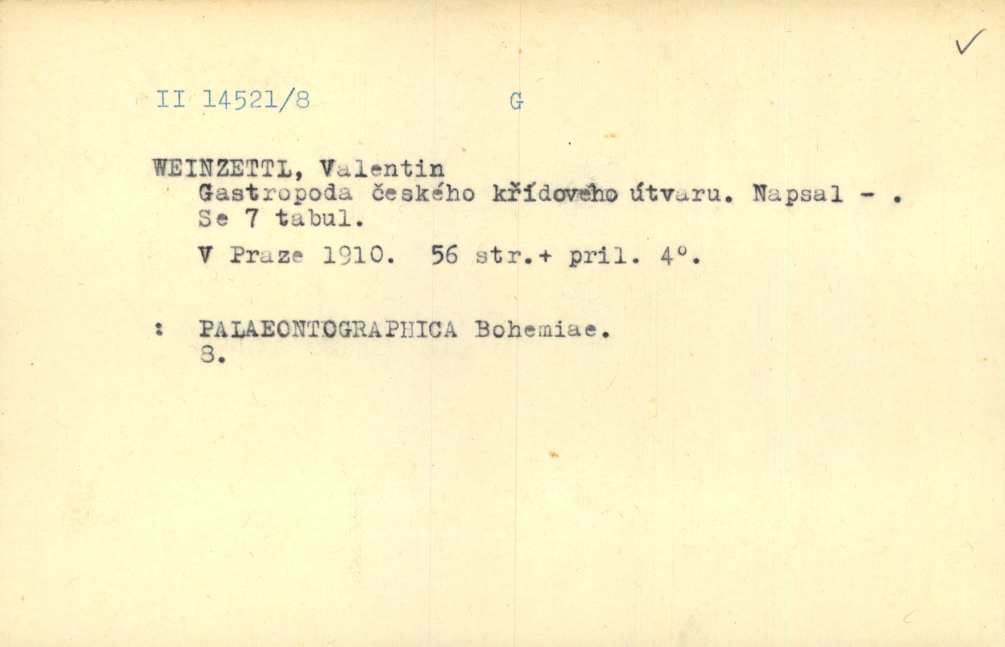 II 14521/8 G
WEINZETTL, Valentin
Gastropoda českého křídového útvaru. Napsal - .
Se 7 tabul.
V Praze 1910. 56 str.+ pril. 4°.
: PALAEONTOGRAPHICA Bohemiae.
8.